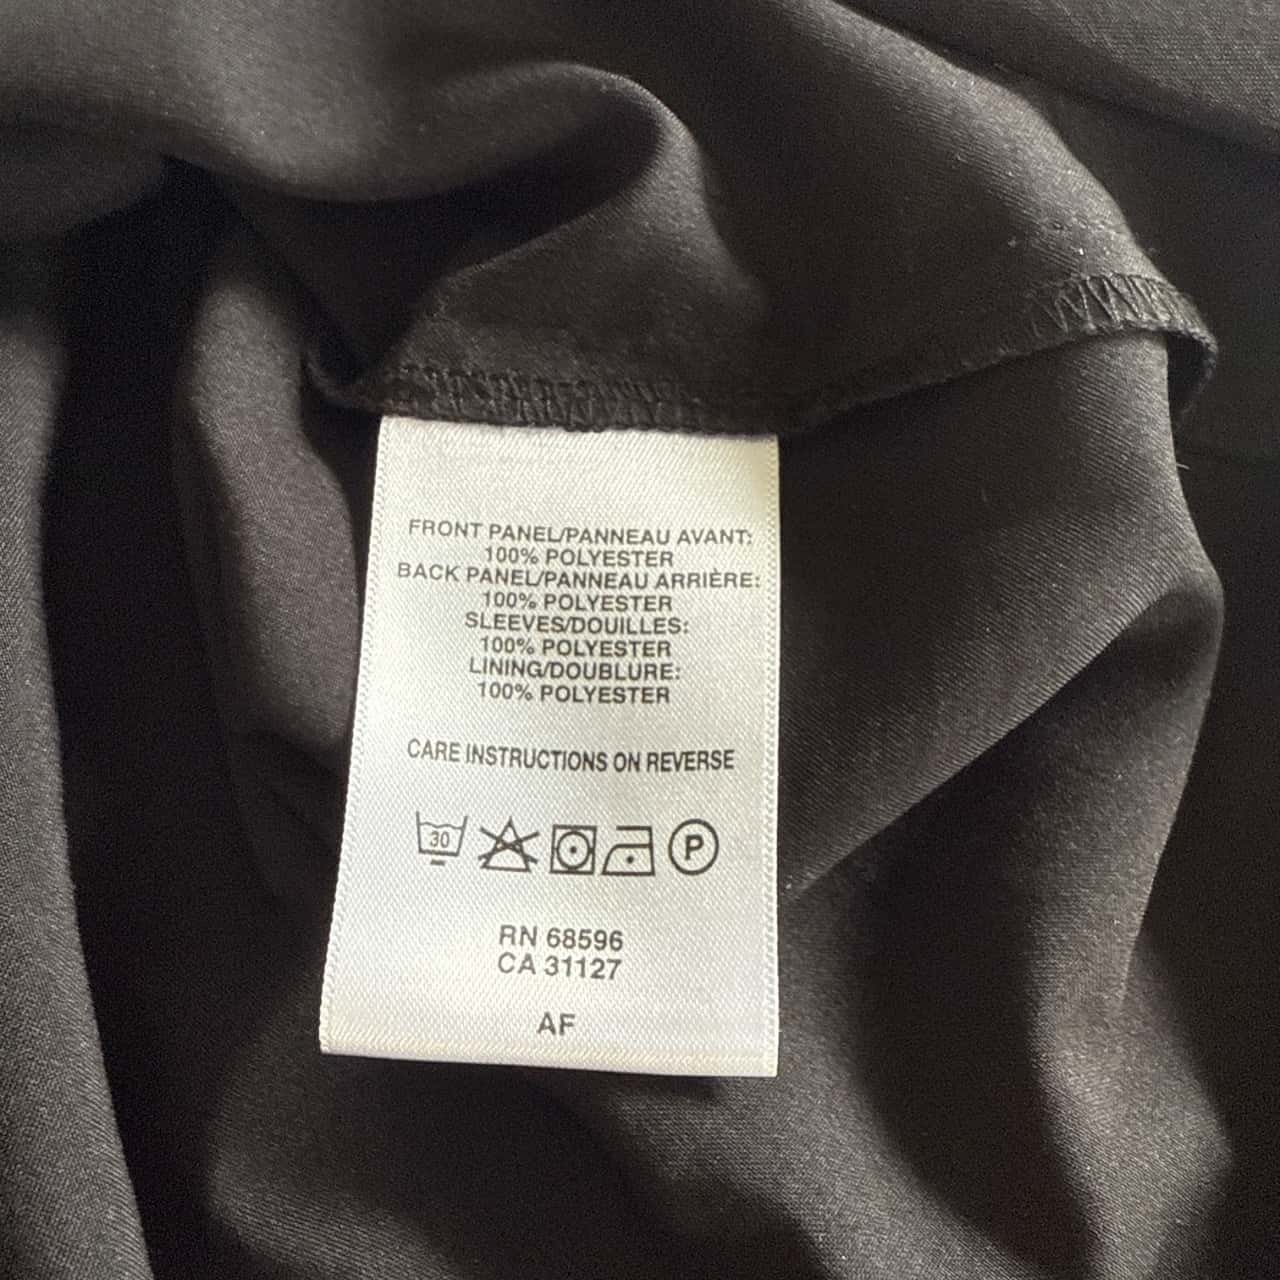 FRONT PANEL/PANNEAU AVANT:
100% POLYESTER
BACK PANEL/PANNEAU ARRIÈRE:
100% POLYESTER
SLEEVES/DOUILLES:
100% POLYESTER
LINING/DOUBLURE:
100% POLYESTER
CARE INSTRUCTIONS ON REVERSE
30 P
RN 68596
CA 31127
AF